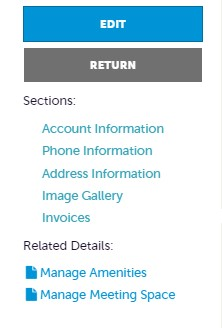 EDIT
RETURN
Sections:
Account Information
Phone Information
Address Information
Image Gallery
Invoices
Related Details:
Manage Amenities
Manage Meeting Space